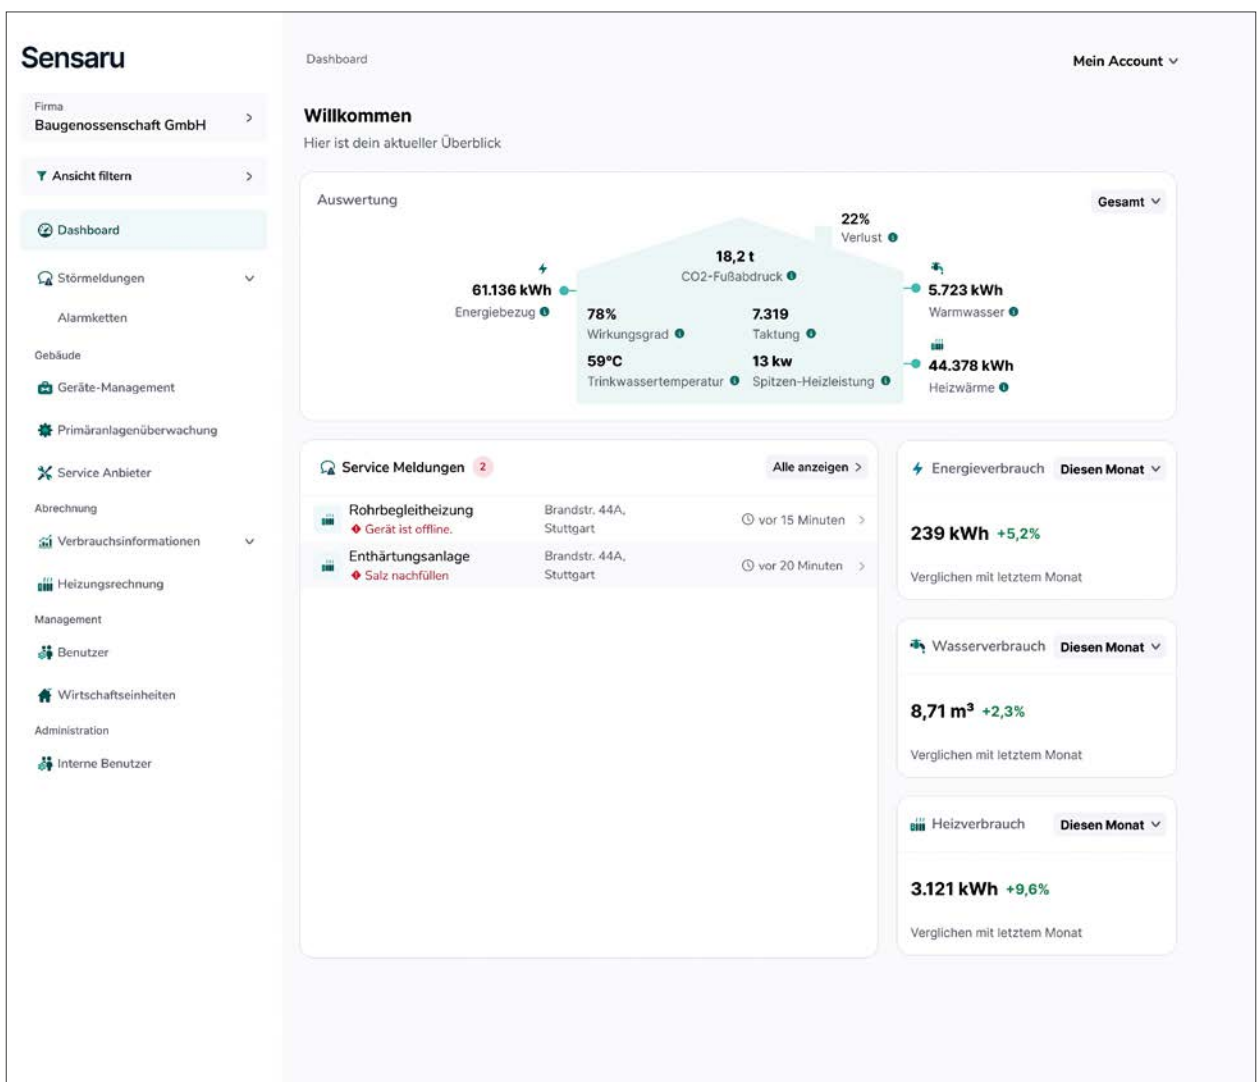 Sensaru
Firma
Baugenossenschaft GmbH
Ansicht filtern
Dashboard
Störmeldungen
Alarmketten
Gebäude
Geräte-Management
Primäranlagenüberwachung
Service Anbieter
Abrechnung
Verbrauchsinformationen
Heizungsrechnung
Management
Benutzer
Wirtschaftseinheiten
Administration
Interne Benutzer
Dashboard
Mein Account
Willkommen
Hier ist dein aktueller Überblick
Auswertung
Gesamt
22%
Verlust
18,2 t
CO2-Fußabdruck
61.136 kWh
Energiebezug
78%
Wirkungsgrad
7.319
Taktung
59°C
Trinkwassertemperatur
13 kw
Spitzen-Heizleistung
5.723 kWh
Warmwasser
44.378 kWh
Heizwärme
Service Meldungen 2
Alle anzeigen
Rohrbegleitheizung
Gerät ist offline.
Brandstr. 44A,
Stuttgart
vor 15 Minuten
Enthärtungsanlage
Salz nachfüllen
Brandstr. 44A,
Stuttgart
vor 20 Minuten
Energieverbrauch Diesen Monat
239 kWh +5,2%
Verglichen mit letztem Monat
Wasserverbrauch Diesen Monat
8,71 m³ +2,3%
Verglichen mit letztem Monat
Heizverbrauch Diesen Monat
3.121 kWh +9,6%
Verglichen mit letztem Monat